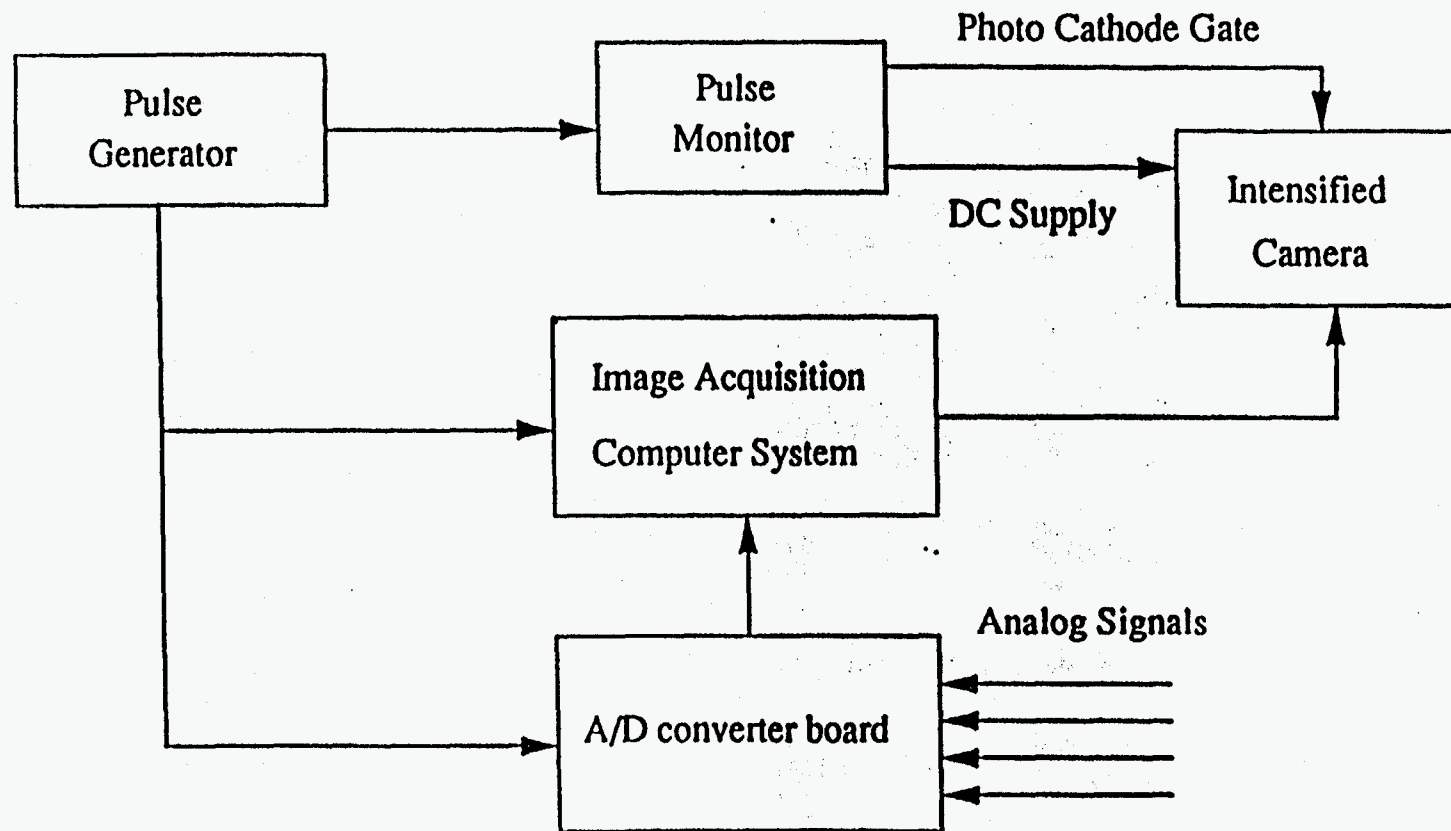 Photo Cathode Gate
Pulse
Generator
Pulse
Monitor
DC Supply
Intensified
Camera
Image Acquisition
Computer System
Analog Signals
A/D converter board